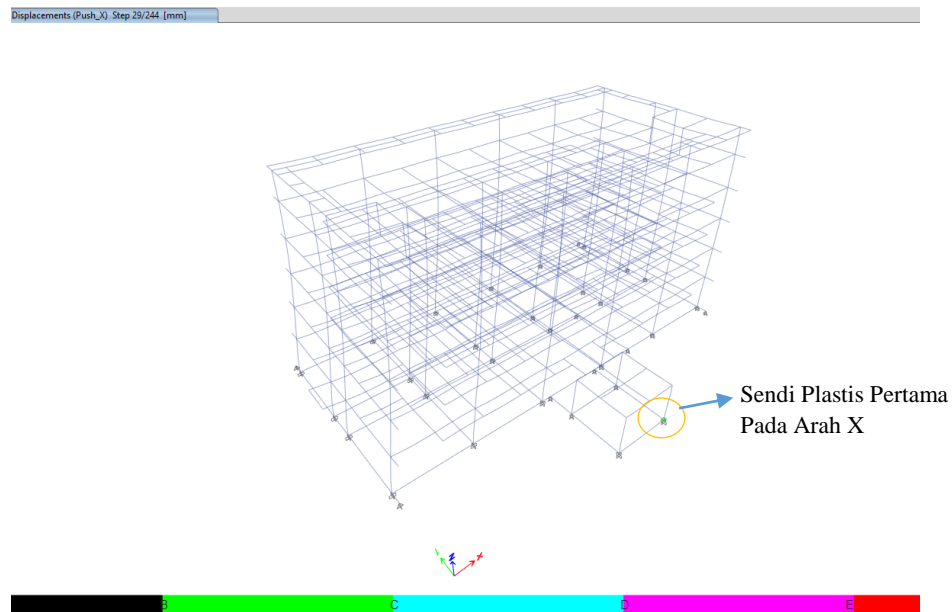 Displacements (Push_X) Step 29/244 [mm]
Sendi Plastis Pertama
Pada Arah X
Y Z X
B C D E